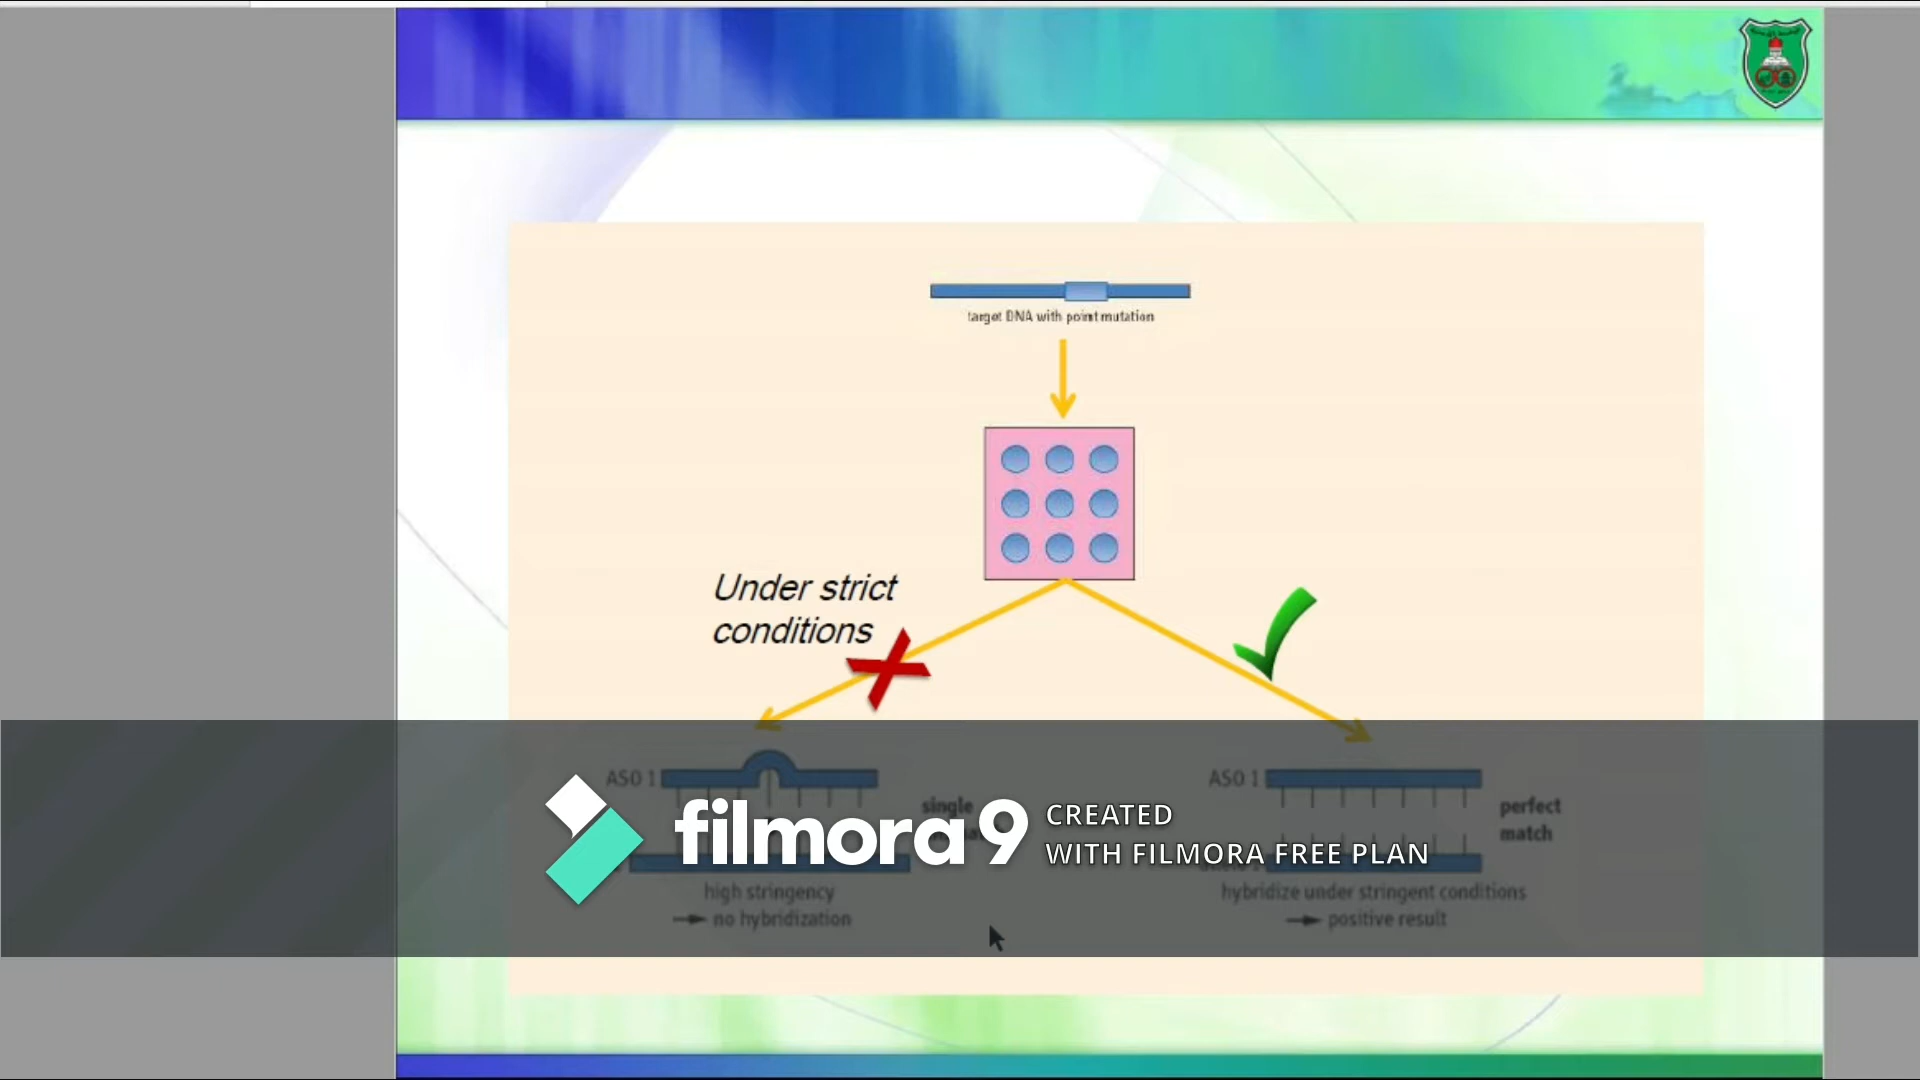 target DNA with point mutation
Under strict
conditions
ASO 1
ASO 1
single
perfect
match
filmora9
CREATED
WITH FILMORA FREE PLAN
high stringency
no hybridization
hybridize under stringent conditions
positive result